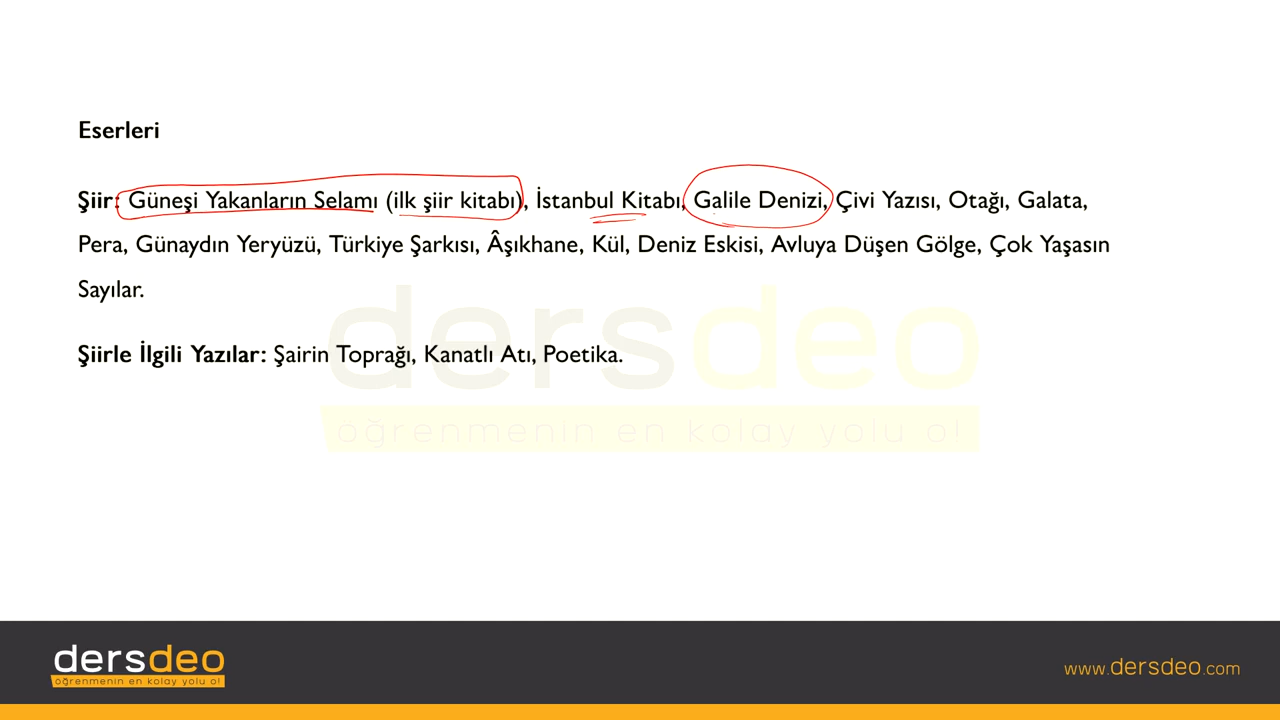 Eserleri
Şiir: Güneşi Yakanların Selamı (ilk şiir kitabı), İstanbul Kitabı, Galile Denizi, Çivi Yazısı, Otağı, Galata,
Pera, Günaydın Yeryüzü, Türkiye Şarkısı, Âşıkhane, Kül, Deniz Eskisi, Avluya Düşen Gölge, Çok Yaşasın
Sayılar.
Şiirle İlgili Yazılar: Şairin Toprağı, Kanatlı Atı, Poetika.
dersdeo
öğrenmenin en kolay yolu o!
dersdeo
öğrenmenin en kolay yolu o!
www.dersdeo.com